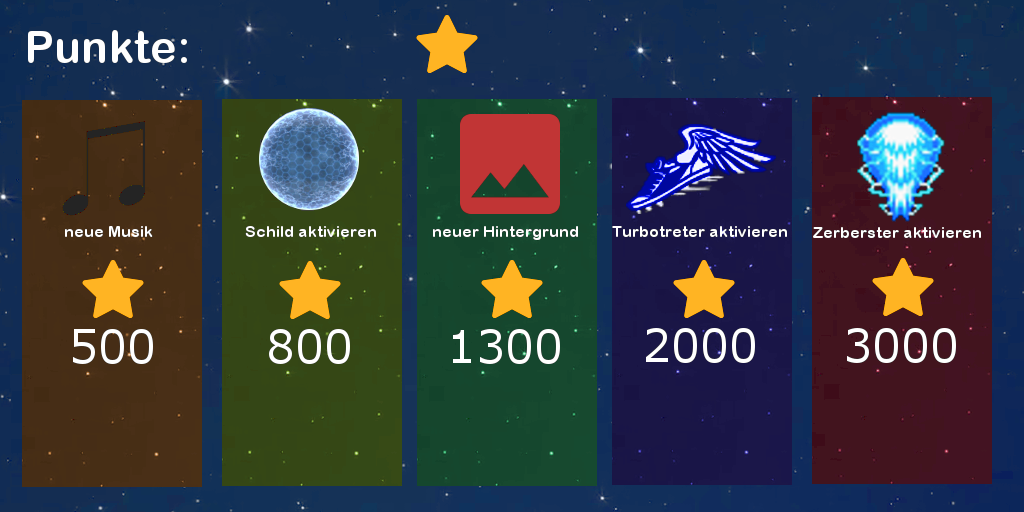 Punkte:
neue Musik
500
Schild aktivieren
800
neuer Hintergrund
1300
Turbotreter aktivieren
2000
Zerberster aktivieren
3000